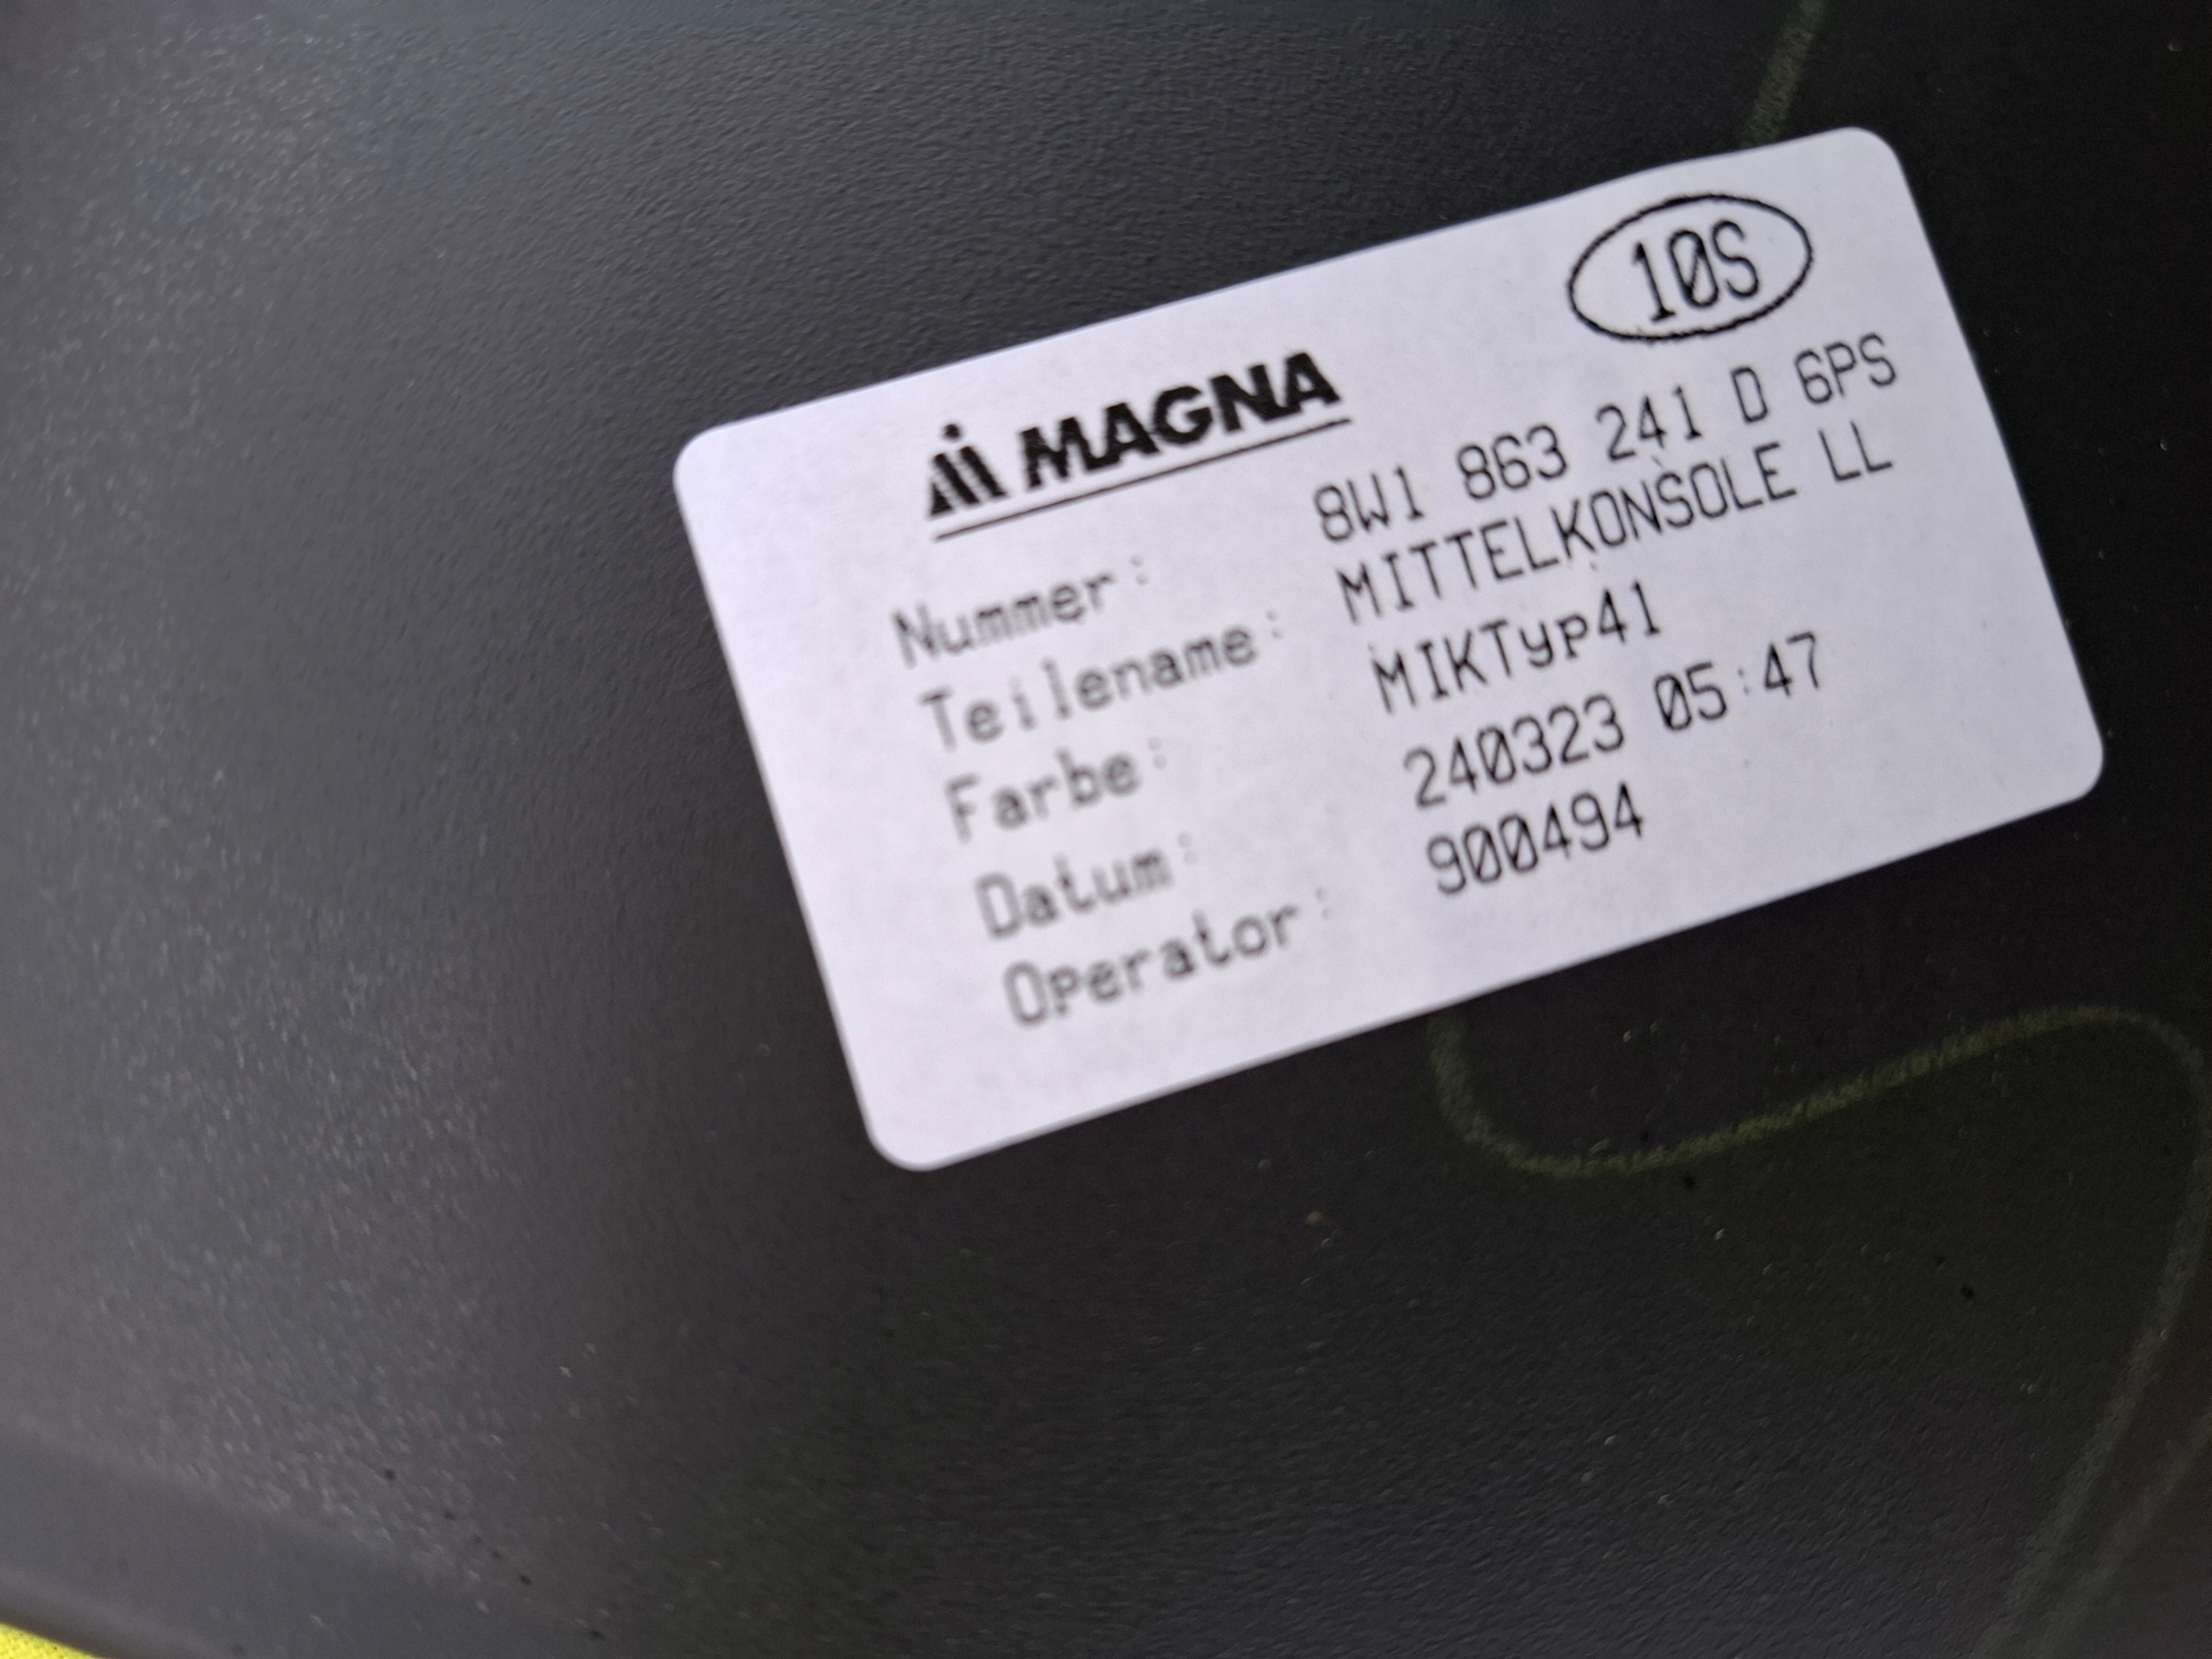 10S
MAGNA
Nummer: 8W1 863 241 D 6PS
Teilename: MITTELKONSOLE LL
Farbe: MIKTyp41
Datum: 240323 05:47
Operator: 900494